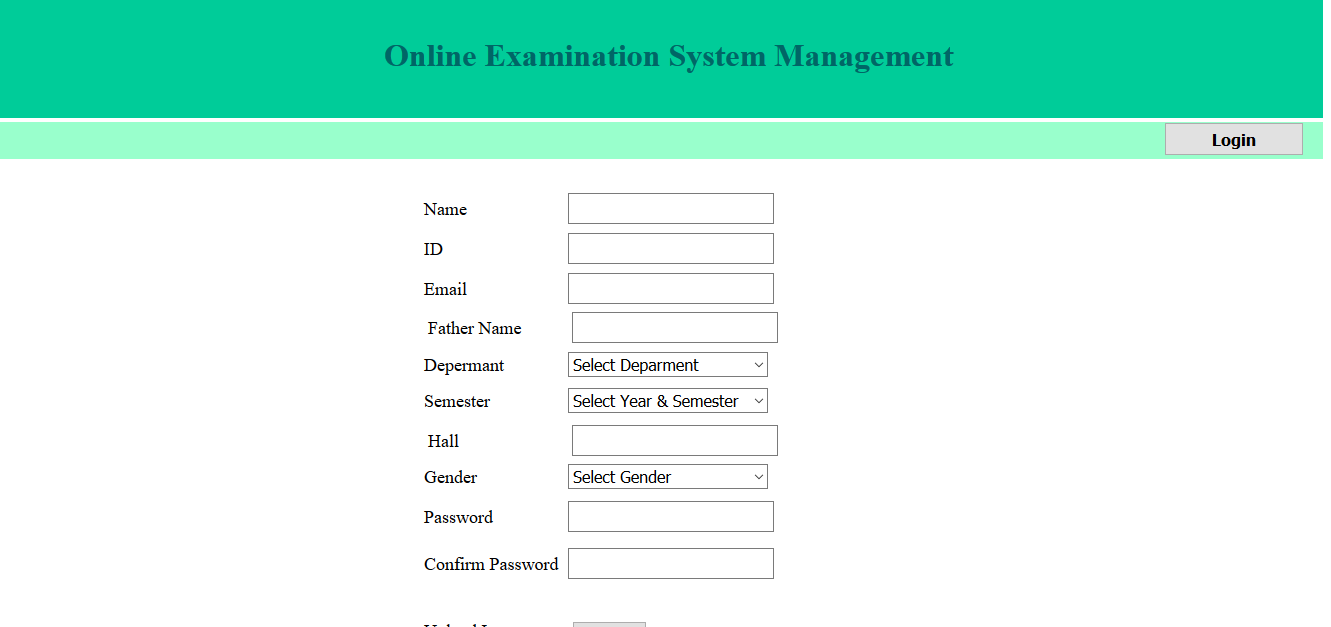 Online Examination System Management
Login
Name
ID
Email
Father Name
Depermant Select Deparment
Semester Select Year & Semester
Hall
Gender Select Gender
Password
Confirm Password